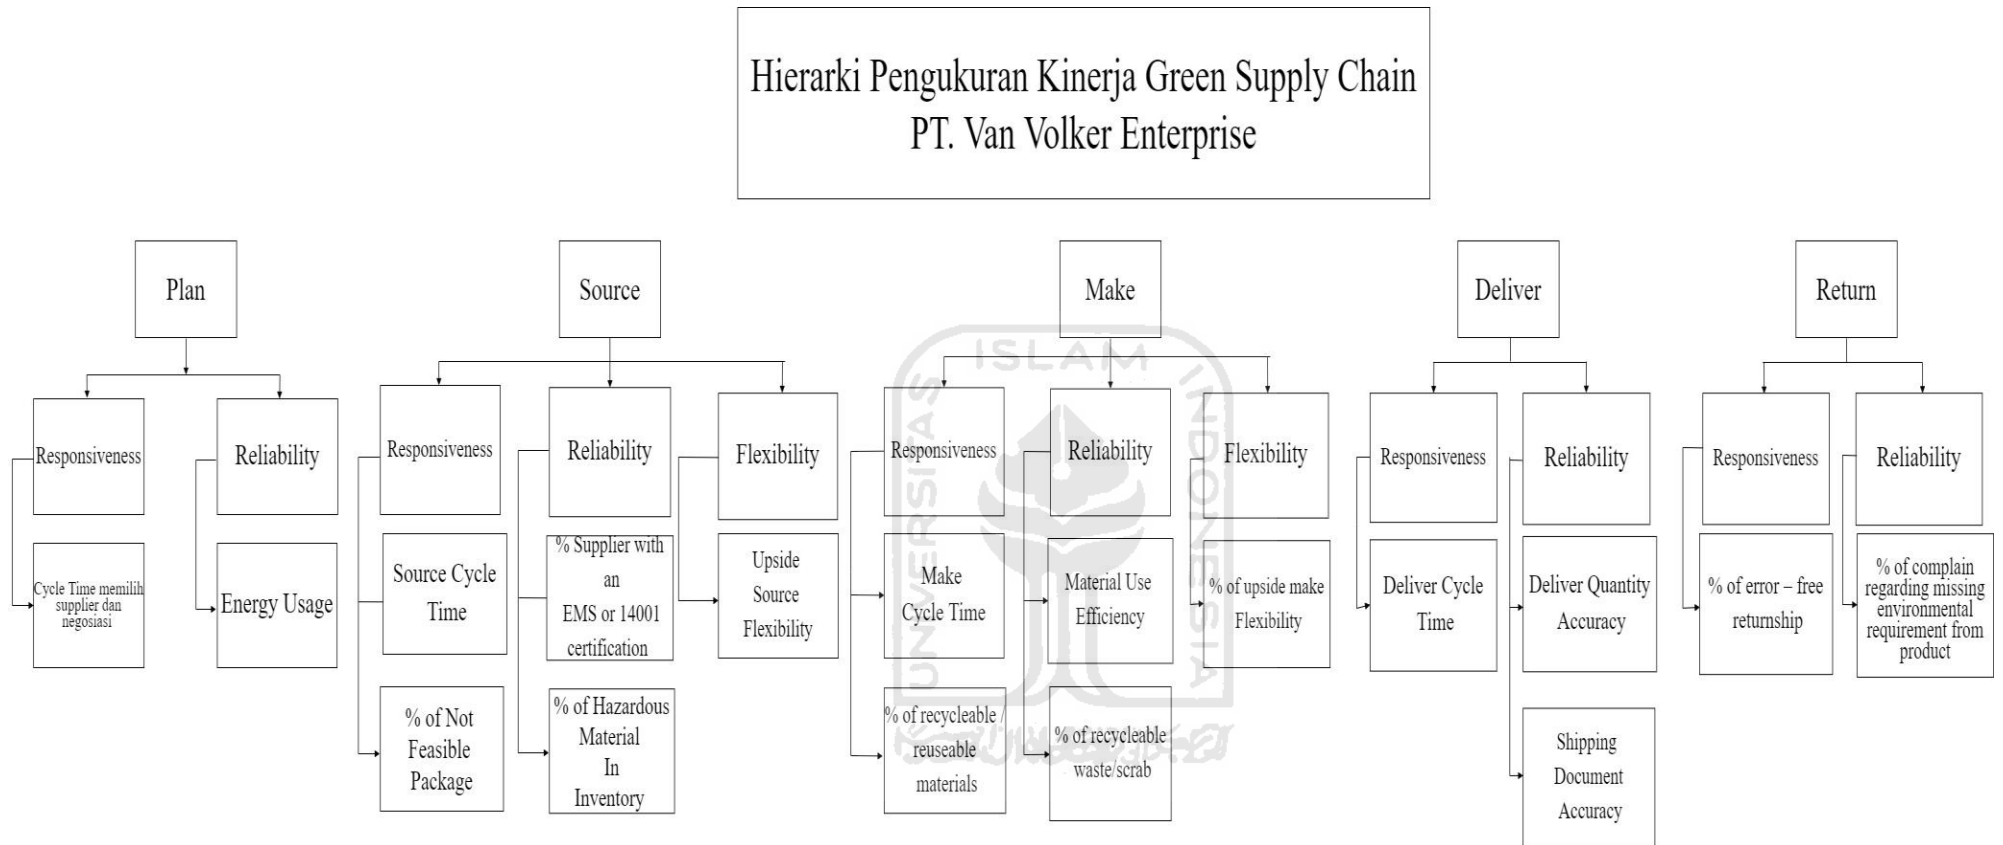 Hierarki Pengukuran Kinerja Green Supply Chain
PT. Van Volker Enterprise
Plan
Source
Make
Deliver
Return
Responsiveness
Reliability
Responsiveness
Reliability
Flexibility
Responsiveness
Reliability
Flexibility
Responsiveness
Reliability
Responsiveness
Reliability
Cycle Time memilih
supplier dan
negosiasi
Energy Usage
Source Cycle
Time
% Supplier with
an
EMS or 14001
certification
Upside
Source
Flexibility
Make
Cycle Time
Material Use
Efficiency
% of upside make
Flexibility
Deliver Cycle
Time
Deliver Quantity
Accuracy
% of error – free
returnship
% of complain
regarding missing
environmental
requirement from
product
% of Not
Feasible
Package
% of Hazardous
Material
In
Inventory
% of recycleable /
reuseable
materials
% of recycleable
waste/scrab
Shipping
Document
Accuracy
UNIVERSITAS
ISLAM
INDONESIA